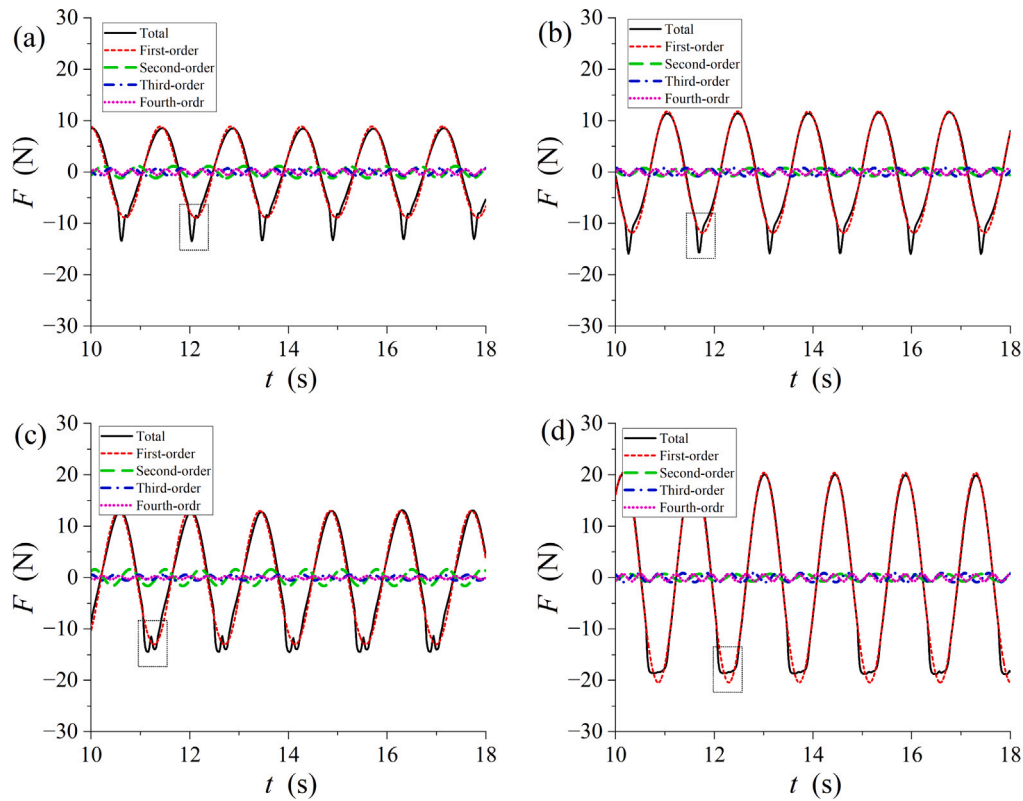 (a)
Total
First-order
Second-order
Third-order
Fourth-ordr
30
20
10
0
−10
−20
−30
F (N)
10 12 14 16 18
t (s)
(b)
Total
First-order
Second-order
Third-order
Fourth-ordr
30
20
10
0
−10
−20
−30
F (N)
10 12 14 16 18
t (s)
(c)
Total
First-order
Second-order
Third-order
Fourth-ordr
30
20
10
0
−10
−20
−30
F (N)
10 12 14 16 18
t (s)
(d)
Total
First-order
Second-order
Third-order
Fourth-ordr
30
20
10
0
−10
−20
−30
F (N)
10 12 14 16 18
t (s)